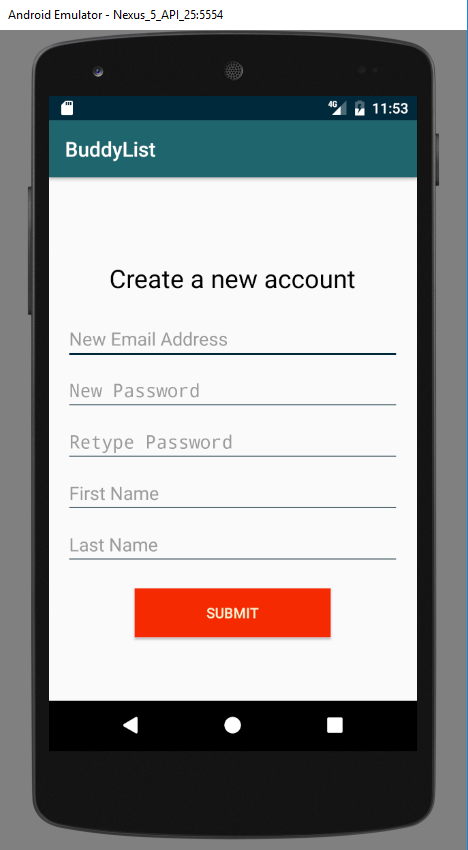 Android Emulator - Nexus_5_API_25:5554
4G 11:53
BuddyList
Create a new account
New Email Address
New Password
Retype Password
First Name
Last Name
SUBMIT